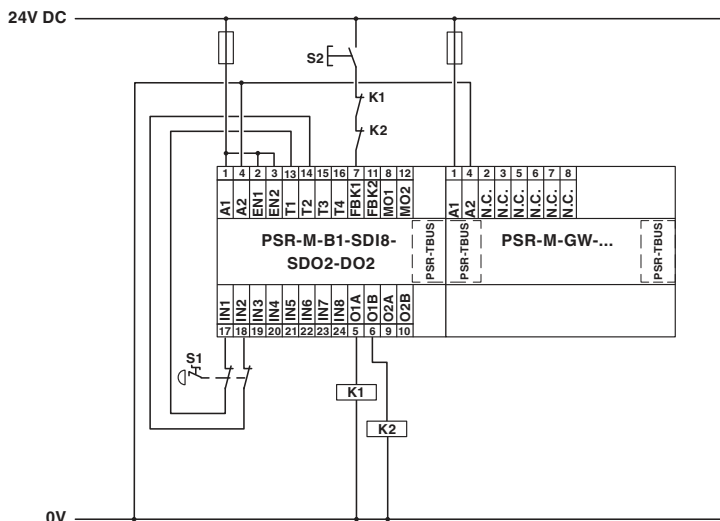 24V DC
S2
K1
K2
1 4 2 3 13 14 15 16 7 11 8 12
A1 A2 EN1 EN2 T1 T2 T3 T4 FBK1 FBK2 MO1 MO2
1 4 2 3 5 6 7 8
A1 A2 N.C. N.C. N.C. N.C. N.C. N.C.
PSR-M-B1-SDI8-
SDO2-DO2
PSR-TBUS
PSR-TBUS
PSR-M-GW-...
PSR-TBUS
IN1 IN2 IN3 IN4 IN5 IN6 IN7 IN8 O1A O1B O2A O2B
17 18 19 20 21 22 23 24 5 6 9 10
S1
K1
K2
0V